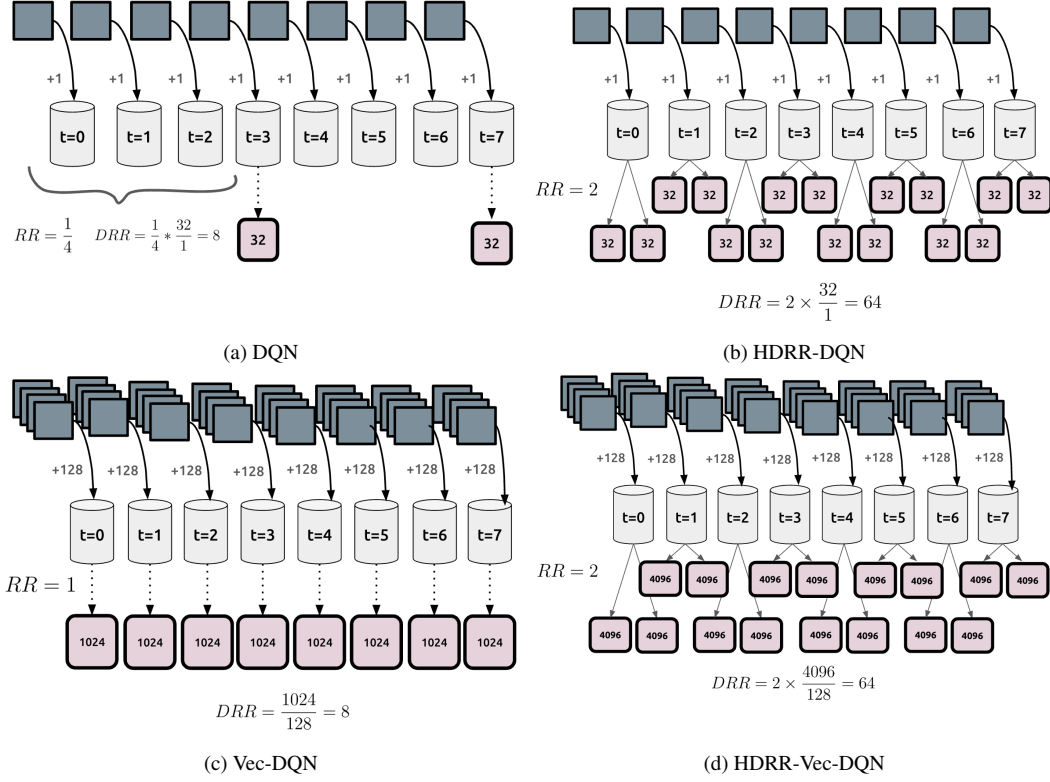 +1 +1 +1 +1 +1 +1 +1 +1
t=0 t=1 t=2 t=3 t=4 t=5 t=6 t=7
RR = 1/4 DRR = 1/4 * 32/1 = 8
32 32
(a) DQN
+1 +1 +1 +1 +1 +1 +1 +1
t=0 t=1 t=2 t=3 t=4 t=5 t=6 t=7
RR = 2
32 32 32 32 32 32 32 32
32 32 32 32 32 32 32 32
DRR = 2 × 32/1 = 64
(b) HDRR-DQN
+128 +128 +128 +128 +128 +128 +128 +128
t=0 t=1 t=2 t=3 t=4 t=5 t=6 t=7
RR = 1
1024 1024 1024 1024 1024 1024 1024 1024
DRR = 1024/128 = 8
(c) Vec-DQN
+128 +128 +128 +128 +128 +128 +128 +128
t=0 t=1 t=2 t=3 t=4 t=5 t=6 t=7
RR = 2
4096 4096 4096 4096 4096 4096 4096 4096
4096 4096 4096 4096 4096 4096 4096 4096
DRR = 2 × 4096/128 = 64
(d) HDRR-Vec-DQN